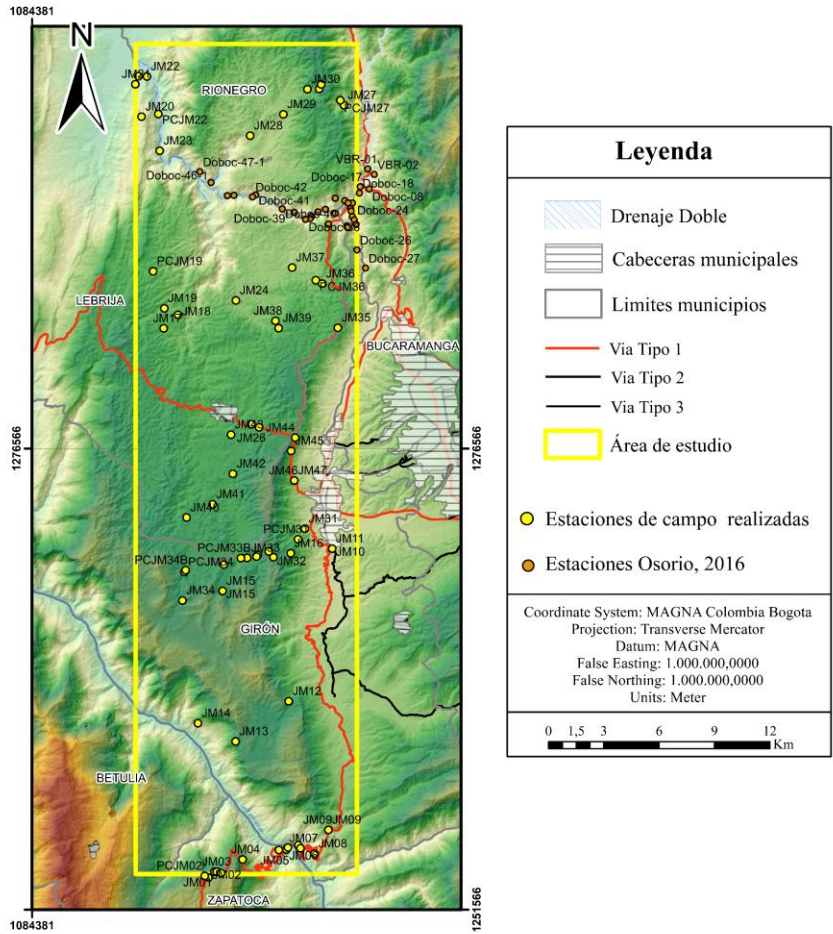 1084381
N
JM22
JM21
RIONEGRO
JM30
JM27
PCJM27
JM20
PCJM22
JM29
JM28
JM23
Doboc-47-1
VBR-01
VBR-02
Doboc-46-1
Doboc-17
Doboc-18
Doboc-42
Doboc-08
Doboc-41
Doboc-39
Doboc-24
Doboc-26
Doboc-27
PCJM19
JM37
JM36
PCJM36
LEBRIJA
JM24
JM19
JM18
JM17
JM38
JM39
JM35
BUCARAMANGA
JM44
JM26
JM45
1276566
1276566
JM42
JM46
JM47
JM41
JM40
JM31
JM11
JM16
JM10
PCJM33B
JM33
PCJM34B
PCJM34
JM32
JM15
JM15
JM34
GIRÓN
JM12
JM14
JM13
BETULIA
JM09
JM09
JM07
JM08
JM04
JM05
JM06
PCJM02
JM03
JM02
JM01
ZAPATOCA
1084381
1251566
Leyenda
Drenaje Doble
Cabeceras municipales
Limites municipios
Via Tipo 1
Via Tipo 2
Via Tipo 3
Área de estudio
Estaciones de campo realizadas
Estaciones Osorio, 2016
Coordinate System: MAGNA Colombia Bogota
Projection: Transverse Mercator
Datum: MAGNA
False Easting: 1.000.000,0000
False Northing: 1.000.000,0000
Units: Meter
0 1,5 3 6 9 12
Km